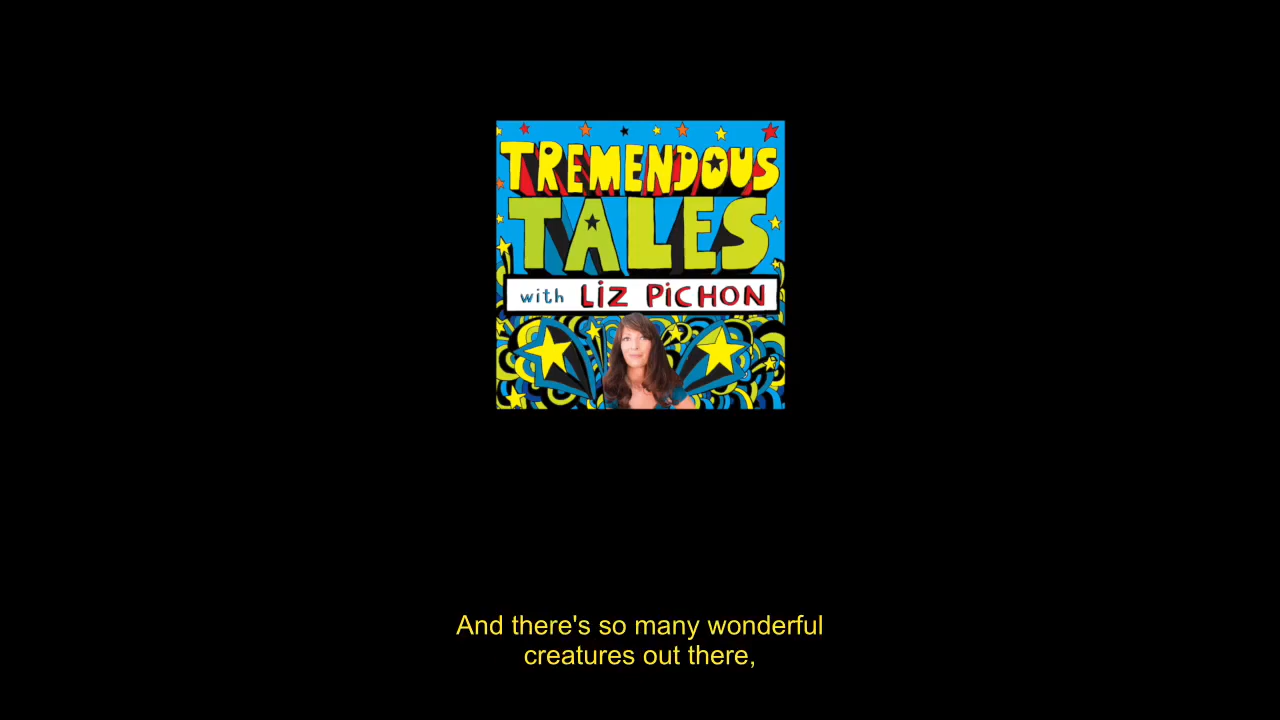 TREMENDOUS
TALES
with LiZ PiCHON
And there's so many wonderful
creatures out there,